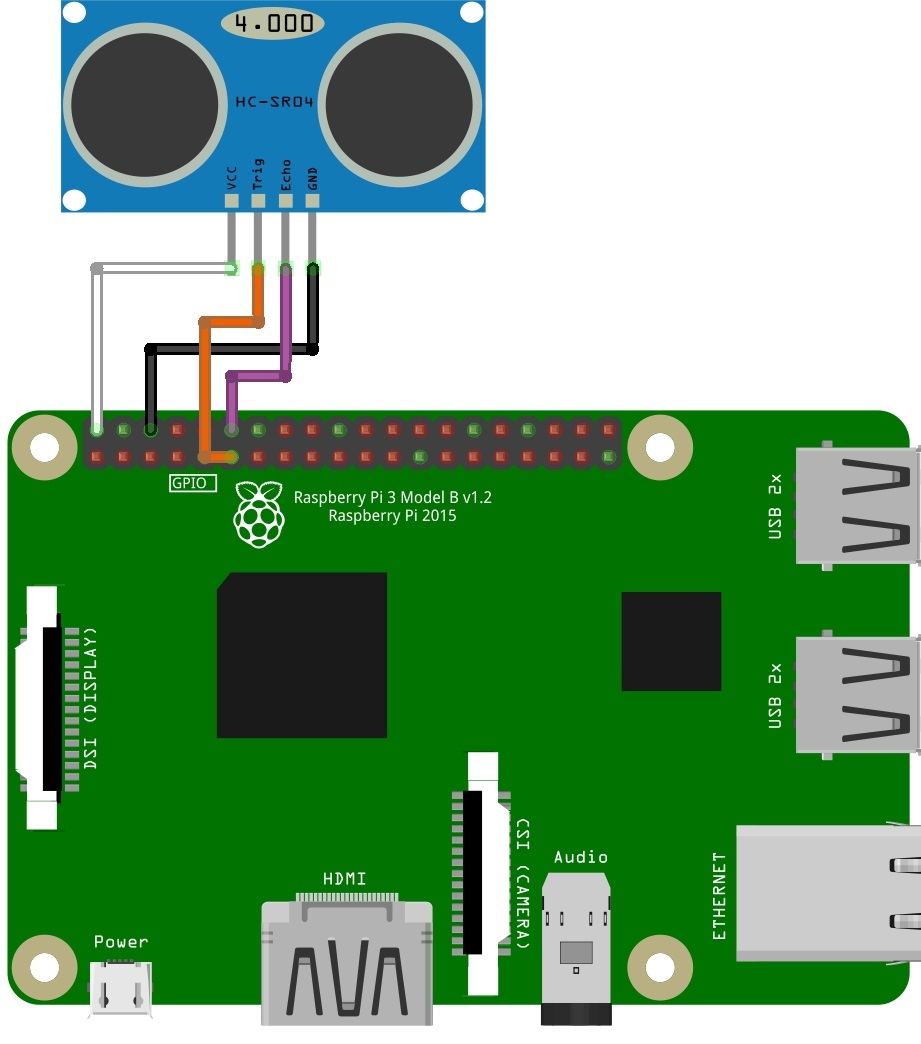 4.000
HC-SR04
VCC
Trig
Echo
GND
GPIO
Raspberry Pi 3 Model B v1.2
Raspberry Pi 2015
USB 2x
USB 2x
DSI (DISPLAY)
CSI (CAMERA)
Audio
ETHERNET
HDMI
Power